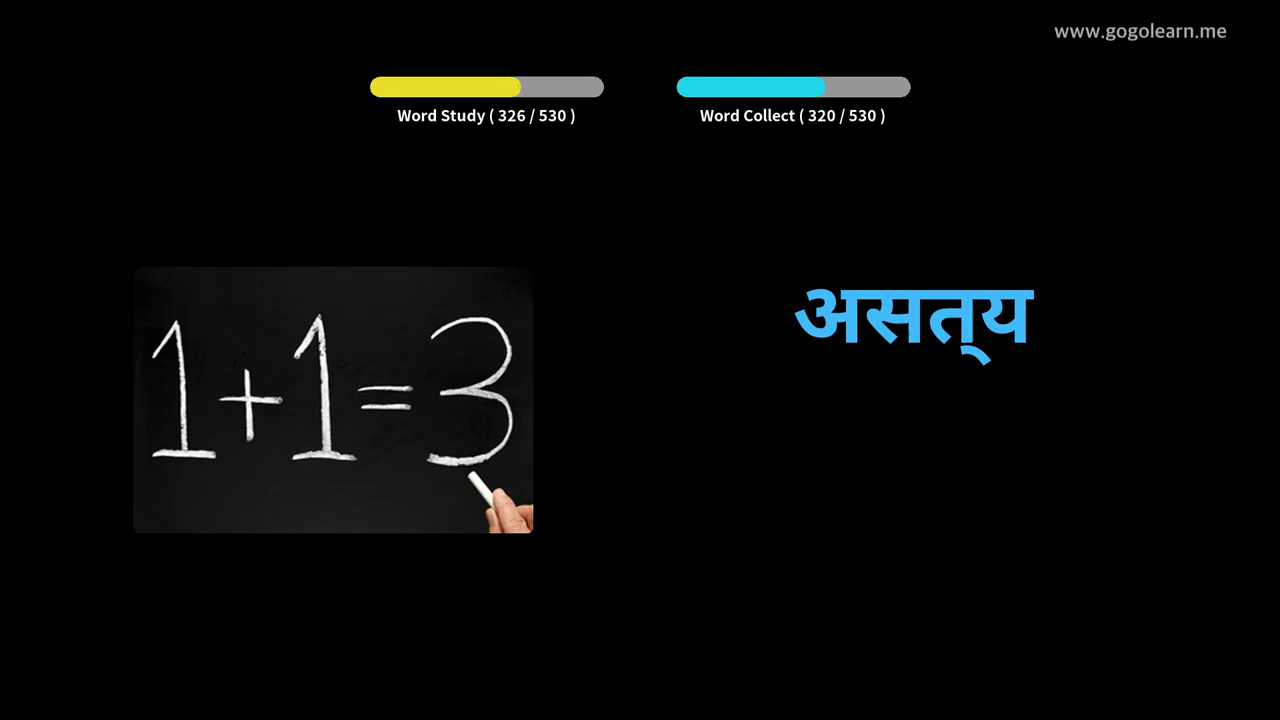 www.gogolearn.me
Word Study ( 326 / 530 )
Word Collect ( 320 / 530 )
1+1=3
असत्य